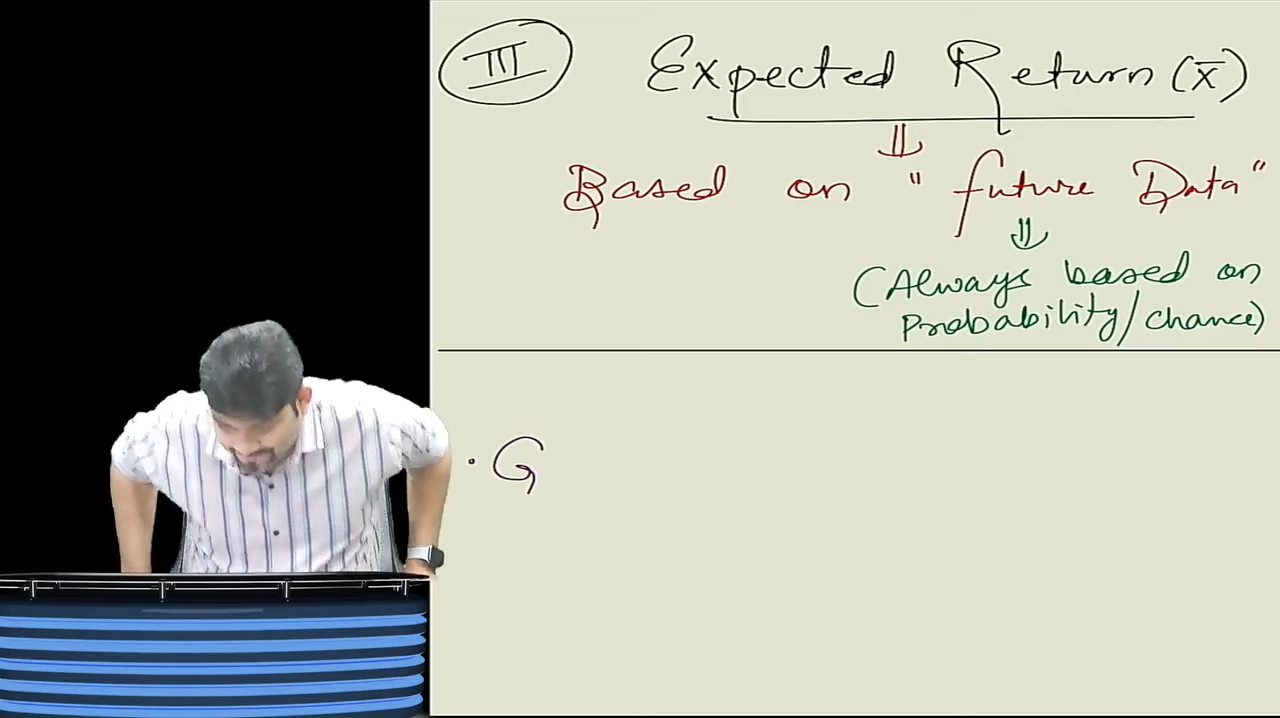 III Expected Return (x̄)
⇓
Based on "future Data"
⇓
(Always based on
Probability/chance)
. G